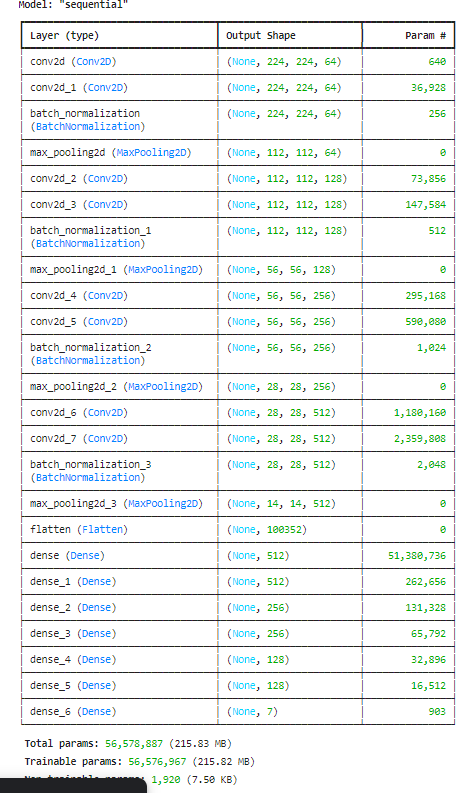 Model: "sequential"
Layer (type) Output Shape Param #
conv2d (Conv2D) (None, 224, 224, 64) 640
conv2d_1 (Conv2D) (None, 224, 224, 64) 36,928
batch_normalization (None, 224, 224, 64) 256
(BatchNormalization)
max_pooling2d (MaxPooling2D) (None, 112, 112, 64) 0
conv2d_2 (Conv2D) (None, 112, 112, 128) 73,856
conv2d_3 (Conv2D) (None, 112, 112, 128) 147,584
batch_normalization_1 (None, 112, 112, 128) 512
(BatchNormalization)
max_pooling2d_1 (MaxPooling2D) (None, 56, 56, 128) 0
conv2d_4 (Conv2D) (None, 56, 56, 256) 295,168
conv2d_5 (Conv2D) (None, 56, 56, 256) 590,080
batch_normalization_2 (None, 56, 56, 256) 1,024
(BatchNormalization)
max_pooling2d_2 (MaxPooling2D) (None, 28, 28, 256) 0
conv2d_6 (Conv2D) (None, 28, 28, 512) 1,180,160
conv2d_7 (Conv2D) (None, 28, 28, 512) 2,359,808
batch_normalization_3 (None, 28, 28, 512) 2,048
(BatchNormalization)
max_pooling2d_3 (MaxPooling2D) (None, 14, 14, 512) 0
flatten (Flatten) (None, 100352) 0
dense (Dense) (None, 512) 51,380,736
dense_1 (Dense) (None, 512) 262,656
dense_2 (Dense) (None, 256) 131,328
dense_3 (Dense) (None, 256) 65,792
dense_4 (Dense) (None, 128) 32,896
dense_5 (Dense) (None, 128) 16,512
dense_6 (Dense) (None, 7) 903
Total params: 56,578,887 (215.83 MB)
Trainable params: 56,576,967 (215.82 MB)
Non-trainable params: 1,920 (7.50 KB)